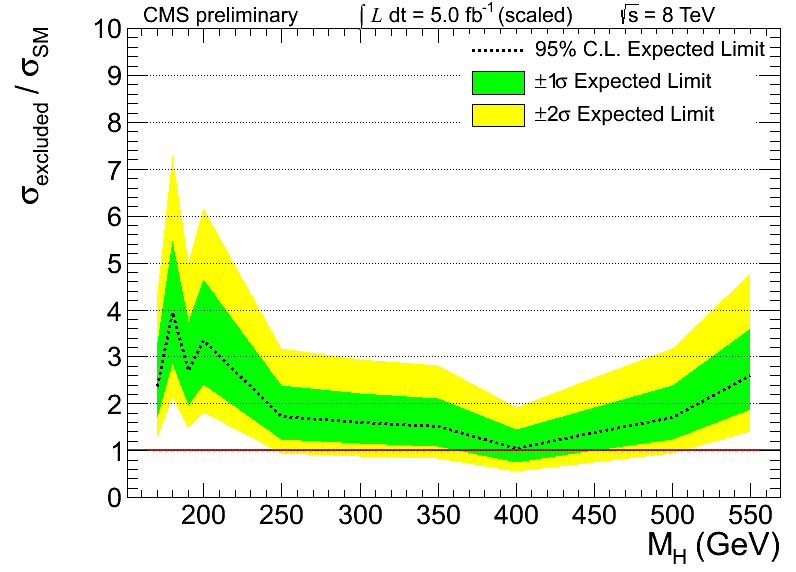 CMS preliminary ∫ L dt = 5.0 fb⁻¹ (scaled) √s = 8 TeV
95% C.L. Expected Limit
±1σ Expected Limit
±2σ Expected Limit
σexcluded / σSM
10
9
8
7
6
5
4
3
2
1
0
200 250 300 350 400 450 500 550
MH (GeV)